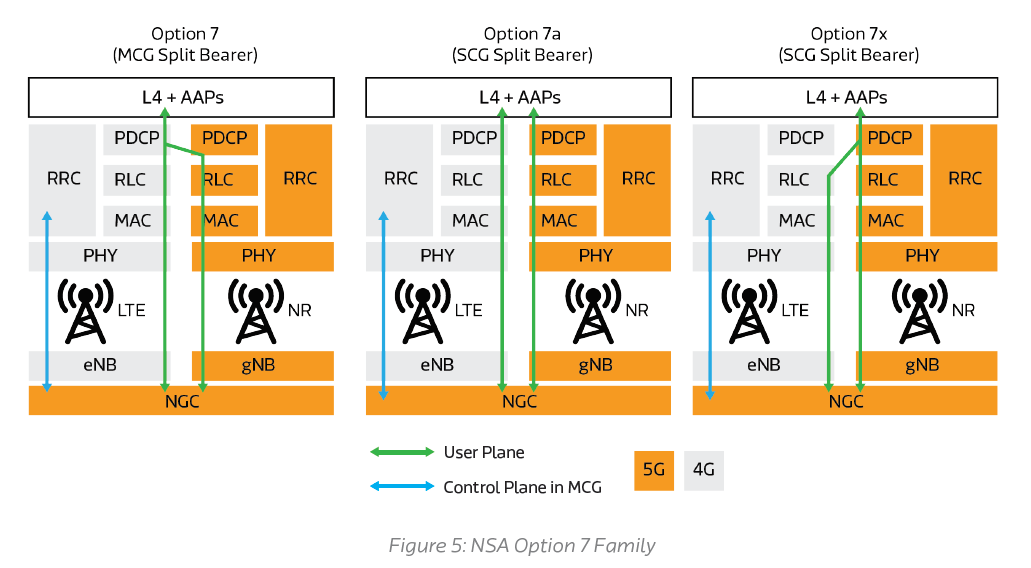 Option 7
(MCG Split Bearer)
L4 + AAPs
RRC
PDCP
RLC
MAC
PDCP
RLC
MAC
RRC
PHY
PHY
LTE
NR
eNB
gNB
NGC
Option 7a
(SCG Split Bearer)
L4 + AAPs
RRC
PDCP
RLC
MAC
PDCP
RLC
MAC
RRC
PHY
PHY
LTE
NR
eNB
gNB
NGC
Option 7x
(SCG Split Bearer)
L4 + AAPs
RRC
PDCP
RLC
MAC
PDCP
RLC
MAC
RRC
PHY
PHY
LTE
NR
eNB
gNB
NGC
User Plane
Control Plane in MCG
5G
4G
Figure 5: NSA Option 7 Family